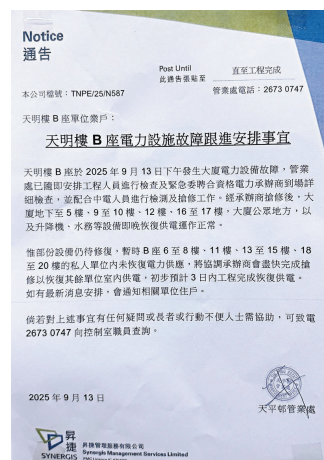 Notice
通告
Post Until
此通告張貼至 直至工程完成
本公司檔號：TNPE/25/N587 管業處電話：2673 0747
天明樓 B 座單位業戶：
天明樓 B 座電力設施故障跟進安排事宜
天明樓 B 座於 2025 年 9 月 13 日下午發生大廈電力設備故障，管業
處已隨即安排工程人員進行檢查及緊急委聘合資格電力承辦商到場詳
細檢查，並配合中電人員進行檢測及搶修工作。經承辦商搶修後，大
廈地下至 5 樓、9 至 10 樓、12 樓、16 至 17 樓，大廈公眾地方，以
及升降機、水務等設備即晚恢復供電運作正常。
惟部份設備仍待修復，暫時 B 座 6 至 8 樓、11 樓、13 至 15 樓、18
至 20 樓的私人單位內未恢復電力供應，將協調承辦商會盡快完成搶
修以恢復其餘單位室內供電，初步預計 3 日內工程完成恢復供電。
如有最新消息安排，會通知相關單位住戶。
倘若對上述事宜有任何疑問或長者或行動不便人士需協助，可致電
2673 0747 向控制室職員查詢。
2025 年 9 月 13 日
天平邨管業處
昇捷
SYNERGIS
昇捷管理服務有限公司
Synergis Management Services Limited